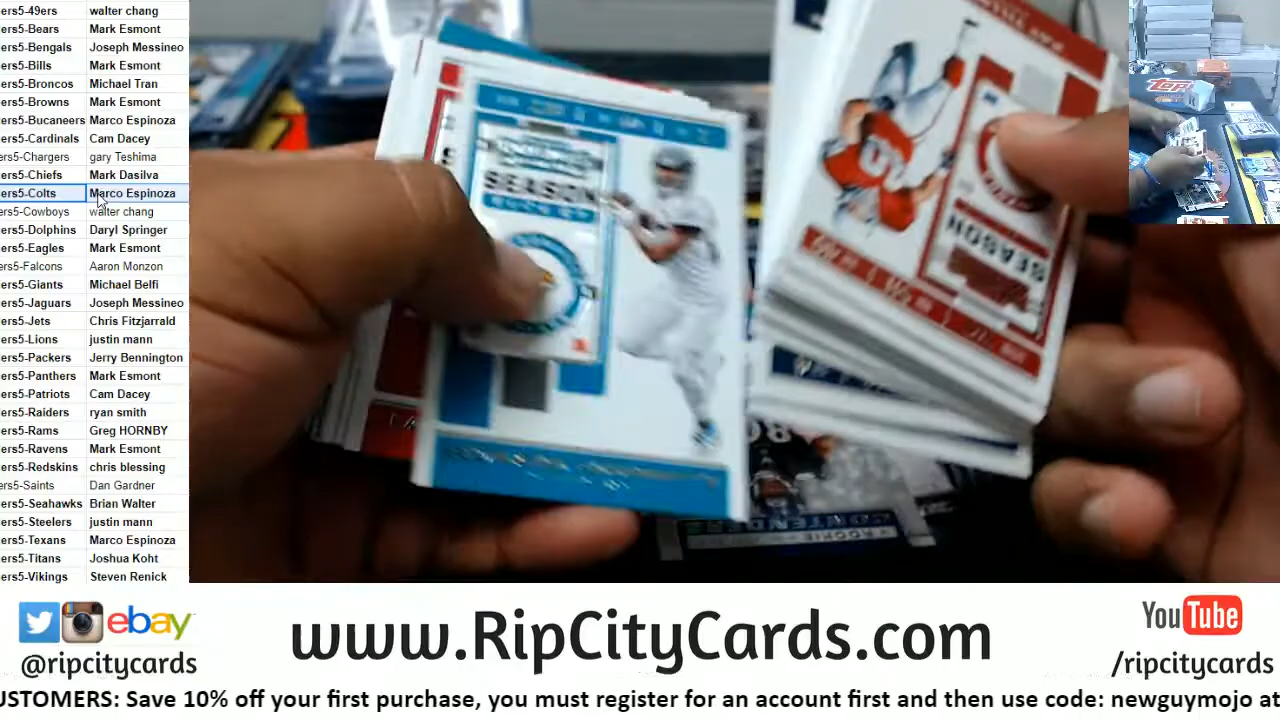 ers5-49ers walter chang
ers5-Bears Mark Esmont
ers5-Bengals Joseph Messineo
ers5-Bills Mark Esmont
ers5-Broncos Michael Tran
ers5-Browns Mark Esmont
ers5-Bucaneers Marco Espinoza
ers5-Cardinals Cam Dacey
ers5-Chargers gary Teshima
ers5-Chiefs Mark Dasilva
ers5-Colts Marco Espinoza
ers5-Cowboys walter chang
ers5-Dolphins Daryl Springer
ers5-Eagles Mark Esmont
ers5-Falcons Aaron Monzon
ers5-Giants Michael Belfi
ers5-Jaguars Joseph Messineo
ers5-Jets Chris Fitzjarrald
ers5-Lions justin mann
ers5-Packers Jerry Bennington
ers5-Panthers Mark Esmont
ers5-Patriots Cam Dacey
ers5-Raiders ryan smith
ers5-Rams Greg HORNBY
ers5-Ravens Mark Esmont
ers5-Redskins chris blessing
ers5-Saints Dan Gardner
ers5-Seahawks Brian Walter
ers5-Steelers justin mann
ers5-Texans Marco Espinoza
ers5-Titans Joshua Koht
ers5-Vikings Steven Renick
SEASON
SEASON
Topps
ROOKIE
CONTENDERS
ebay
@ripcitycards
www.RipCityCards.com
YouTube
/ripcitycards
USTOMERS: Save 10% off your first purchase, you must register for an account first and then use code: newguymojo at